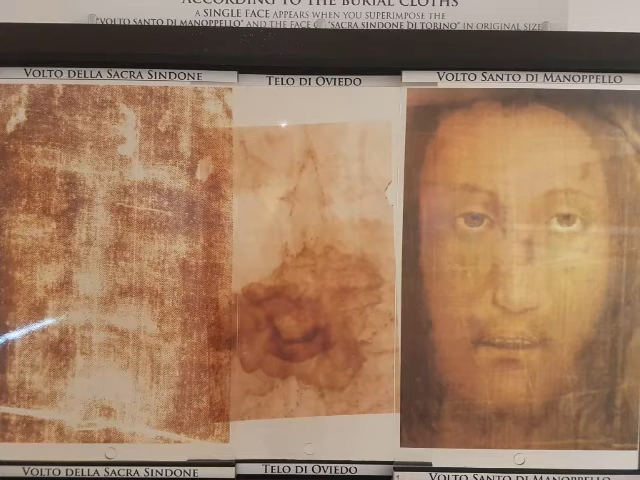 ACCORDING TO THE BURIAL CLOTHS
A SINGLE FACE APPEARS WHEN YOU SUPERIMPOSE THE
"VOLTO SANTO DI MANOPPELLO" AND THE FACE OF "SACRA SINDONE DI TORINO" IN ORIGINAL SIZE
VOLTO DELLA SACRA SINDONE
TELO DI OVIEDO
VOLTO SANTO DI MANOPPELLO
VOLTO DELLA SACRA SINDONE
TELO DI OVIEDO
VOLTO SANTO DI MANOPPELLO